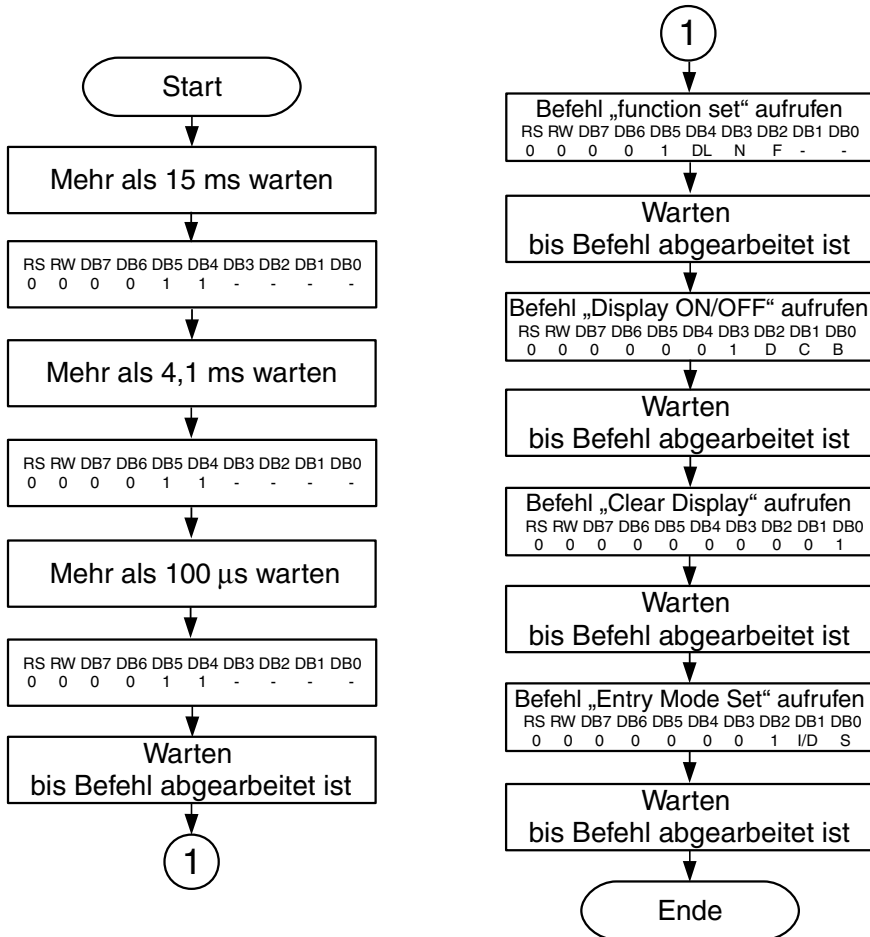 Start
Mehr als 15 ms warten
RS RW DB7 DB6 DB5 DB4 DB3 DB2 DB1 DB0
0 0 0 0 1 1 - - - -
Mehr als 4,1 ms warten
RS RW DB7 DB6 DB5 DB4 DB3 DB2 DB1 DB0
0 0 0 0 1 1 - - - -
Mehr als 100 µs warten
RS RW DB7 DB6 DB5 DB4 DB3 DB2 DB1 DB0
0 0 0 0 1 1 - - - -
Warten
bis Befehl abgearbeitet ist
1
1
Befehl „function set“ aufrufen
RS RW DB7 DB6 DB5 DB4 DB3 DB2 DB1 DB0
0 0 0 0 1 DL N F - -
Warten
bis Befehl abgearbeitet ist
Befehl „Display ON/OFF“ aufrufen
RS RW DB7 DB6 DB5 DB4 DB3 DB2 DB1 DB0
0 0 0 0 0 0 1 D C B
Warten
bis Befehl abgearbeitet ist
Befehl „Clear Display“ aufrufen
RS RW DB7 DB6 DB5 DB4 DB3 DB2 DB1 DB0
0 0 0 0 0 0 0 0 0 1
Warten
bis Befehl abgearbeitet ist
Befehl „Entry Mode Set“ aufrufen
RS RW DB7 DB6 DB5 DB4 DB3 DB2 DB1 DB0
0 0 0 0 0 0 0 1 I/D S
Warten
bis Befehl abgearbeitet ist
Ende